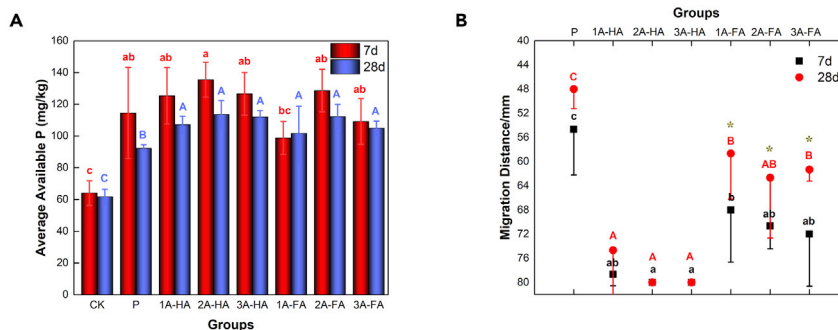 A
Average Available P (mg/kg)
160
140
120
100
80
60
40
20
0
7d
28d
c
C
ab
B
ab
A
a
A
ab
A
bc
A
ab
A
ab
A
CK P 1A-HA 2A-HA 3A-HA 1A-FA 2A-FA 3A-FA
Groups
B
Groups
P 1A-HA 2A-HA 3A-HA 1A-FA 2A-FA 3A-FA
Migration Distance/mm
40
44
48
52
56
60
64
68
72
76
80
7d
28d
C
c
A
ab
A
a
A
a
*
B
b
*
AB
ab
*
B
ab